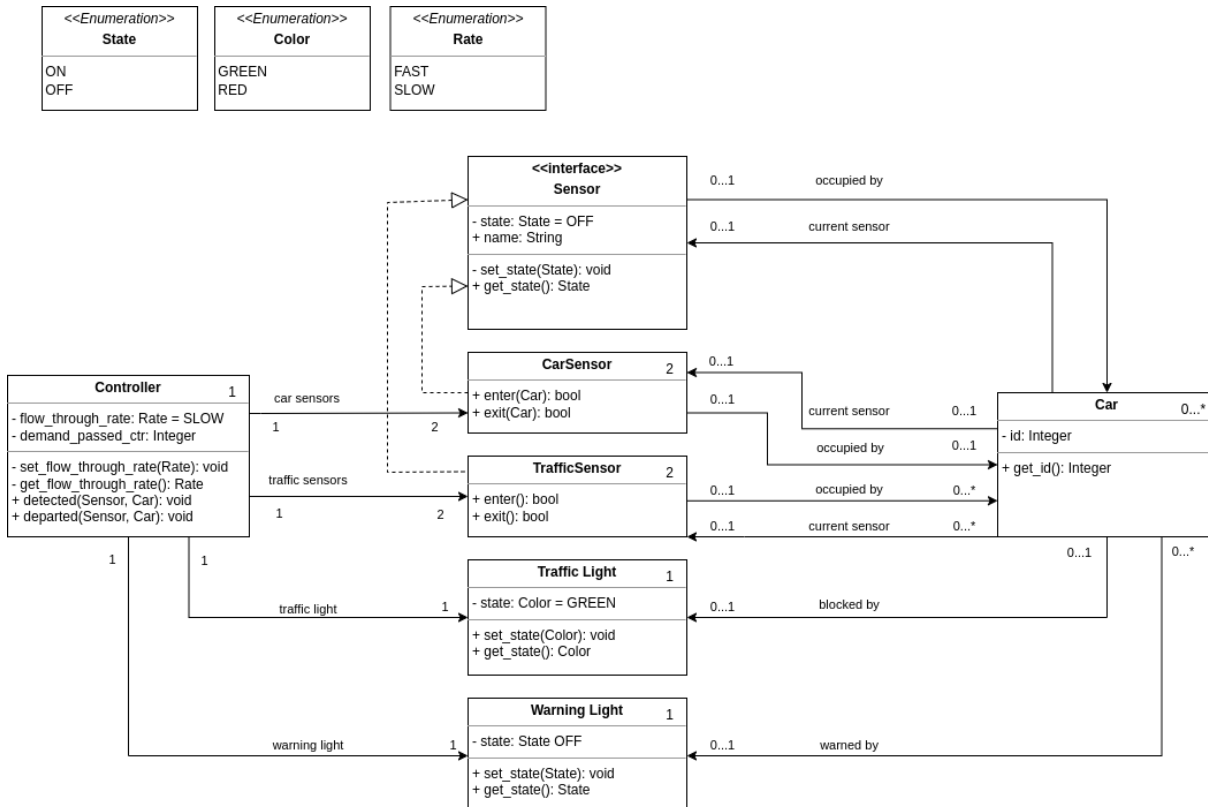 <<Enumeration>>
State
ON
OFF
<<Enumeration>>
Color
GREEN
RED
<<Enumeration>>
Rate
FAST
SLOW
<<interface>>
Sensor
- state: State = OFF
+ name: String
- set_state(State): void
+ get_state(): State
0...1
occupied by
0...1
current sensor
Controller
1
- flow_through_rate: Rate = SLOW
- demand_passed_ctr: Integer
- set_flow_through_rate(Rate): void
- get_flow_through_rate(): Rate
+ detected(Sensor, Car): void
+ departed(Sensor, Car): void
car sensors
1
2
traffic sensors
1
2
CarSensor
2
+ enter(Car): bool
+ exit(Car): bool
0...1
0...1
current sensor
0...1
occupied by
0...1
Car
0...*
- id: Integer
+ get_id(): Integer
TrafficSensor
2
+ enter(): bool
+ exit(): bool
0...1
occupied by
0...*
0...1
current sensor
0...*
1
1
traffic light
1
Traffic Light
1
- state: Color = GREEN
+ set_state(Color): void
+ get_state(): Color
0...1
blocked by
0...1
0...*
warning light
1
Warning Light
1
- state: State OFF
+ set_state(State): void
+ get_state(): State
0...1
warned by